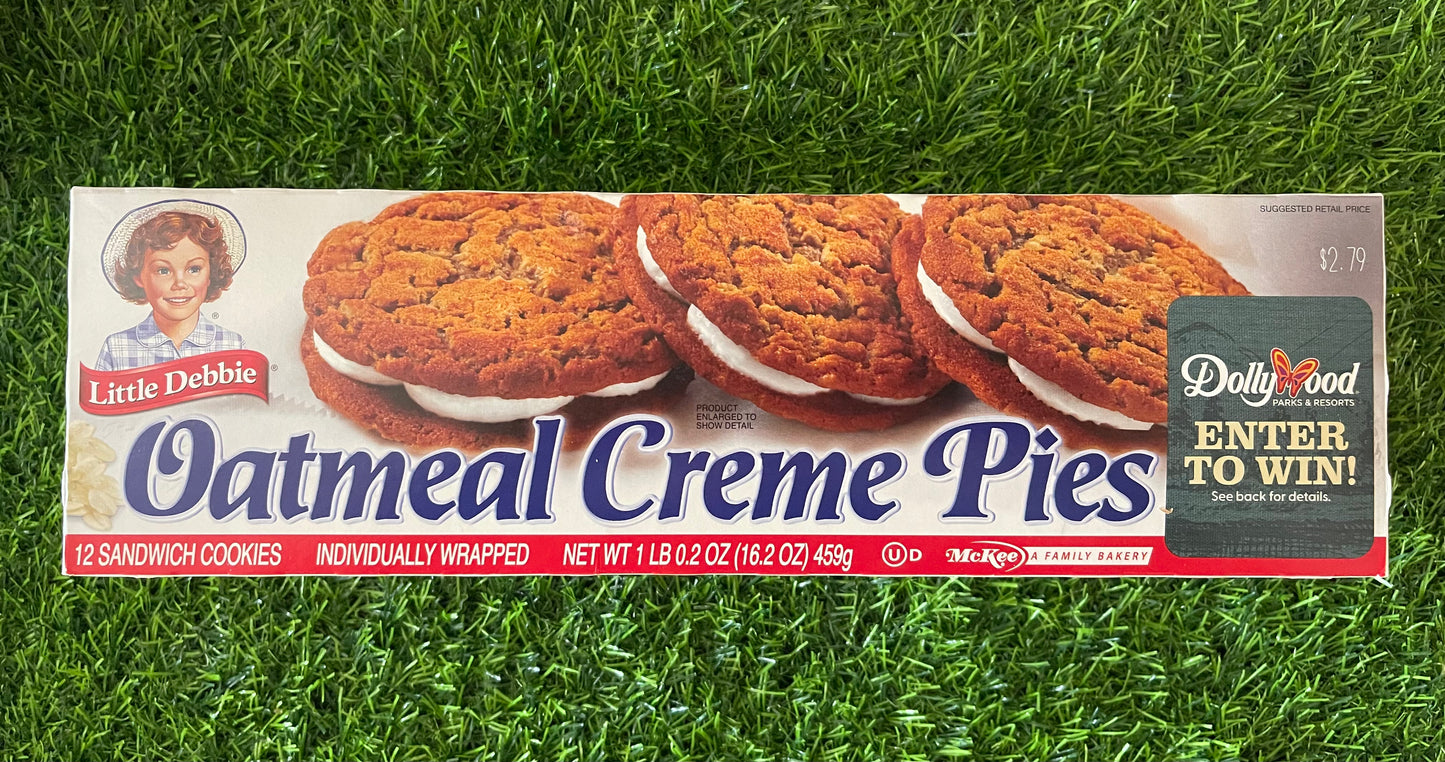 SUGGESTED RETAIL PRICE
$2.79
®
Little Debbie®
PRODUCT
ENLARGED TO
SHOW DETAIL
Oatmeal Creme Pies
Dollywood
PARKS & RESORTS
ENTER
TO WIN!
See back for details.
12 SANDWICH COOKIES INDIVIDUALLY WRAPPED NET WT 1 LB 0.2 OZ (16.2 OZ) 459g U D McKee A FAMILY BAKERY